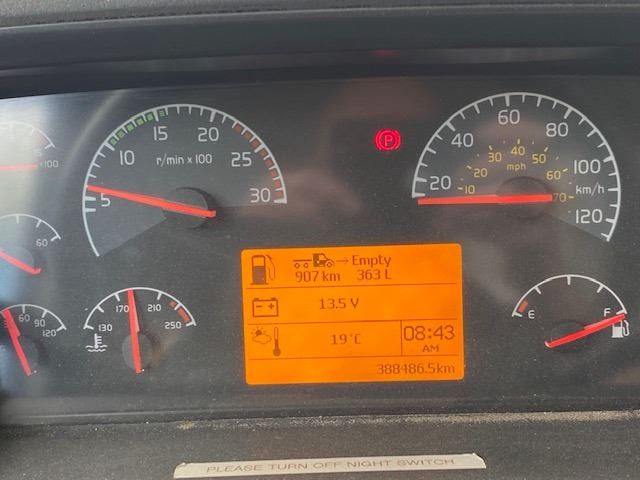 15
20
10
25
r/min x 100
5
30
60
40
80
30 40 50
20
mph
60
100
20
10
70
km/h
120
x100
60
30 60 90
120
170 210
130
250
Empty
907 km 363 L
13.5 V
19°C
08:43
AM
388486.5km
E
F
PLEASE TURN OFF NIGHT SWITCH
P